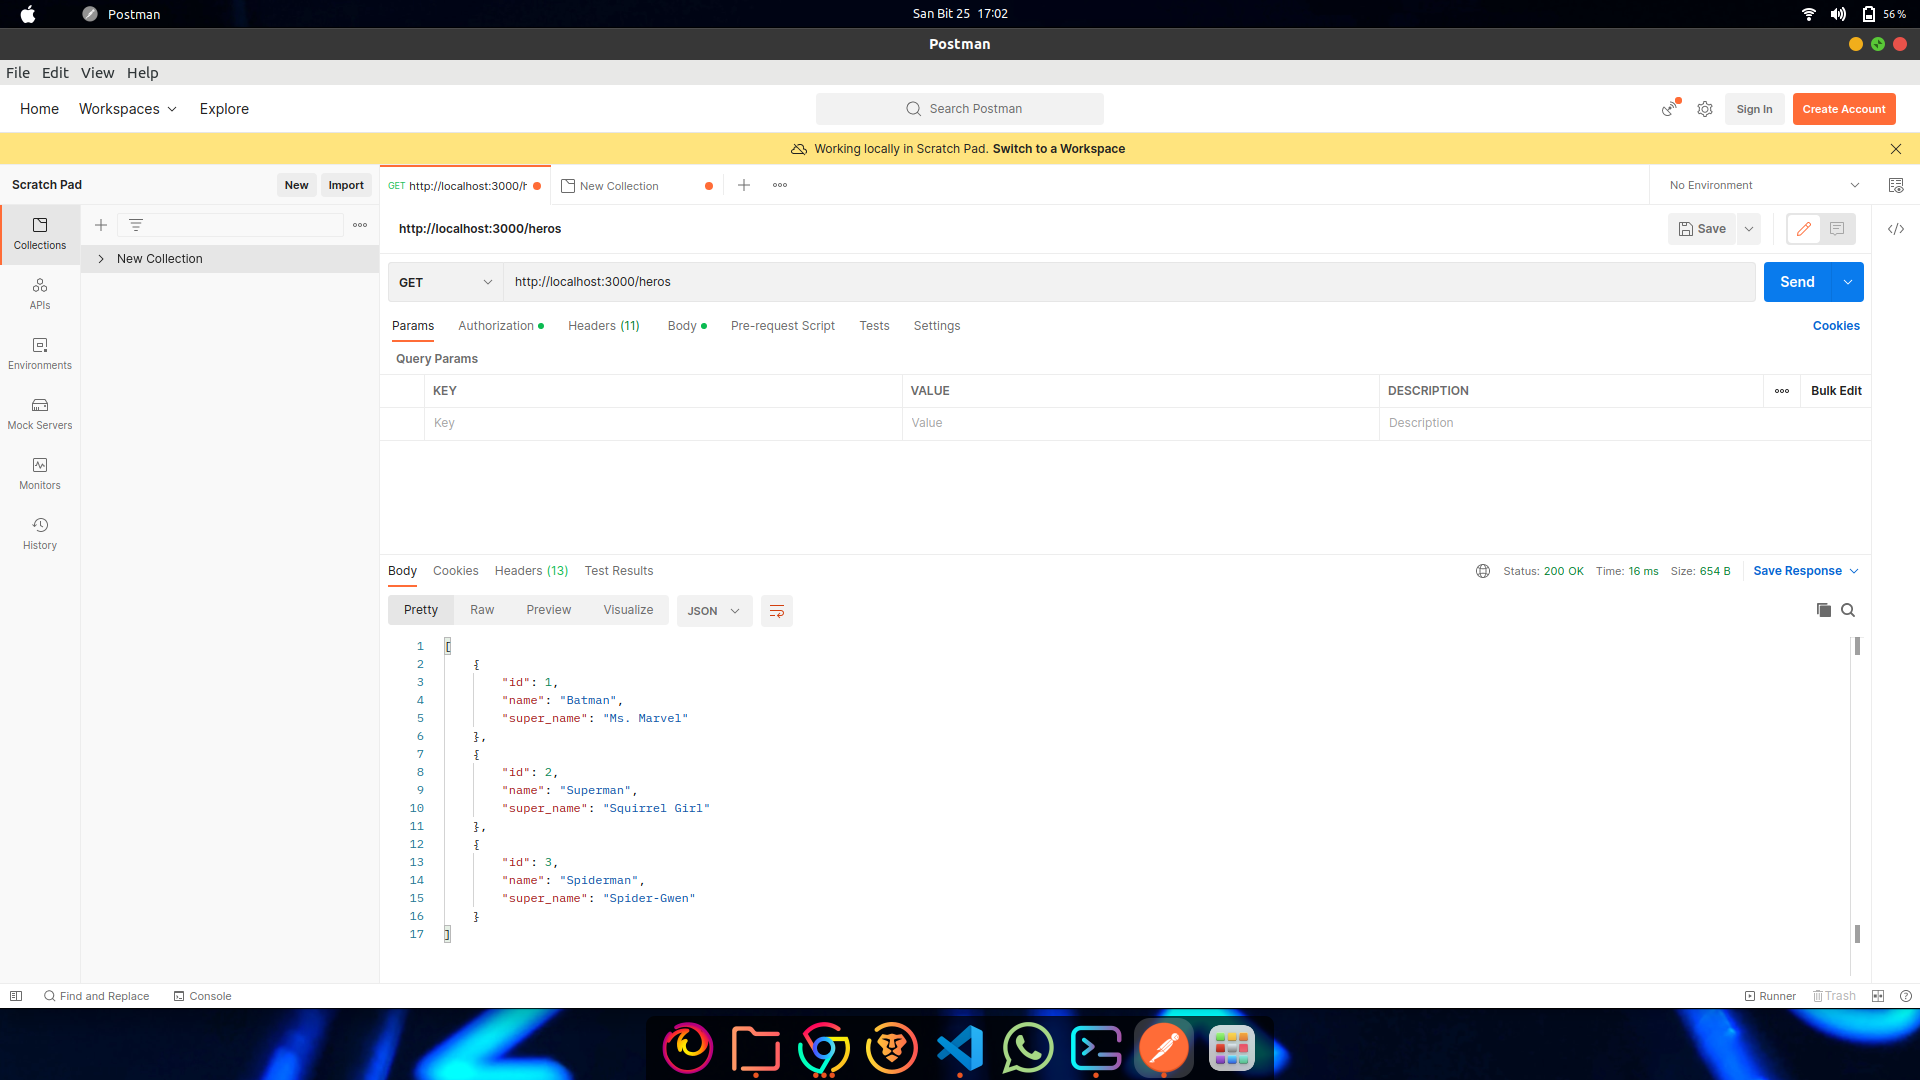 Postman
San Bit 25 17:02
56 %
Postman
File Edit View Help
Home Workspaces Explore
Search Postman
Sign In
Create Account
Working locally in Scratch Pad. Switch to a Workspace
Scratch Pad
New
Import
GET http://localhost:3000/h
New Collection
No Environment
Collections
APIs
Environments
Mock Servers
Monitors
History
New Collection
http://localhost:3000/heros
Save
GET
http://localhost:3000/heros
Send
Params Authorization Headers (11) Body Pre-request Script Tests Settings
Cookies
Query Params
KEY VALUE DESCRIPTION Bulk Edit
Key Value Description
Body Cookies Headers (13) Test Results
Status: 200 OK Time: 16 ms Size: 654 B Save Response
Pretty Raw Preview Visualize JSON
1 [
2 {
3 "id": 1,
4 "name": "Batman",
5 "super_name": "Ms. Marvel"
6 },
7 {
8 "id": 2,
9 "name": "Superman",
10 "super_name": "Squirrel Girl"
11 },
12 {
13 "id": 3,
14 "name": "Spiderman",
15 "super_name": "Spider-Gwen"
16 }
17 ]
Find and Replace Console
Runner Trash